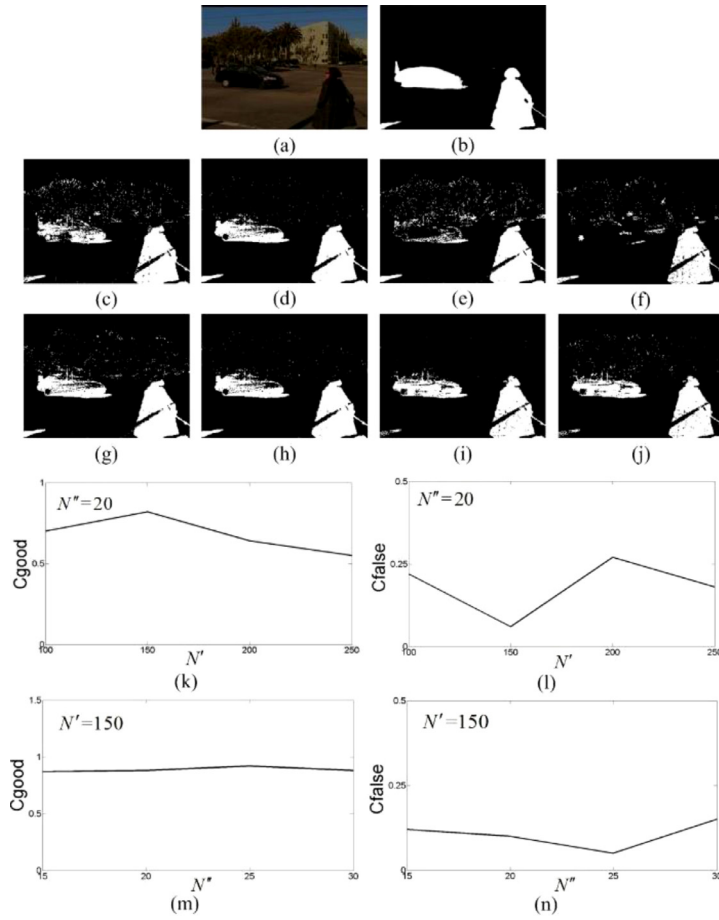 (a) (b)
(c) (d) (e) (f)
(g) (h) (i) (j)
1
N″=20
0.5
Cgood
0
100 150 200 250
N′
(k)
0.5
N″=20
0.25
Cfalse
0
100 150 200 250
N′
(l)
1.5
N′=150
1
Cgood
0.5
0
15 20 25 30
N″
(m)
0.5
N′=150
0.25
Cfalse
0
15 20 25 30
N″
(n)